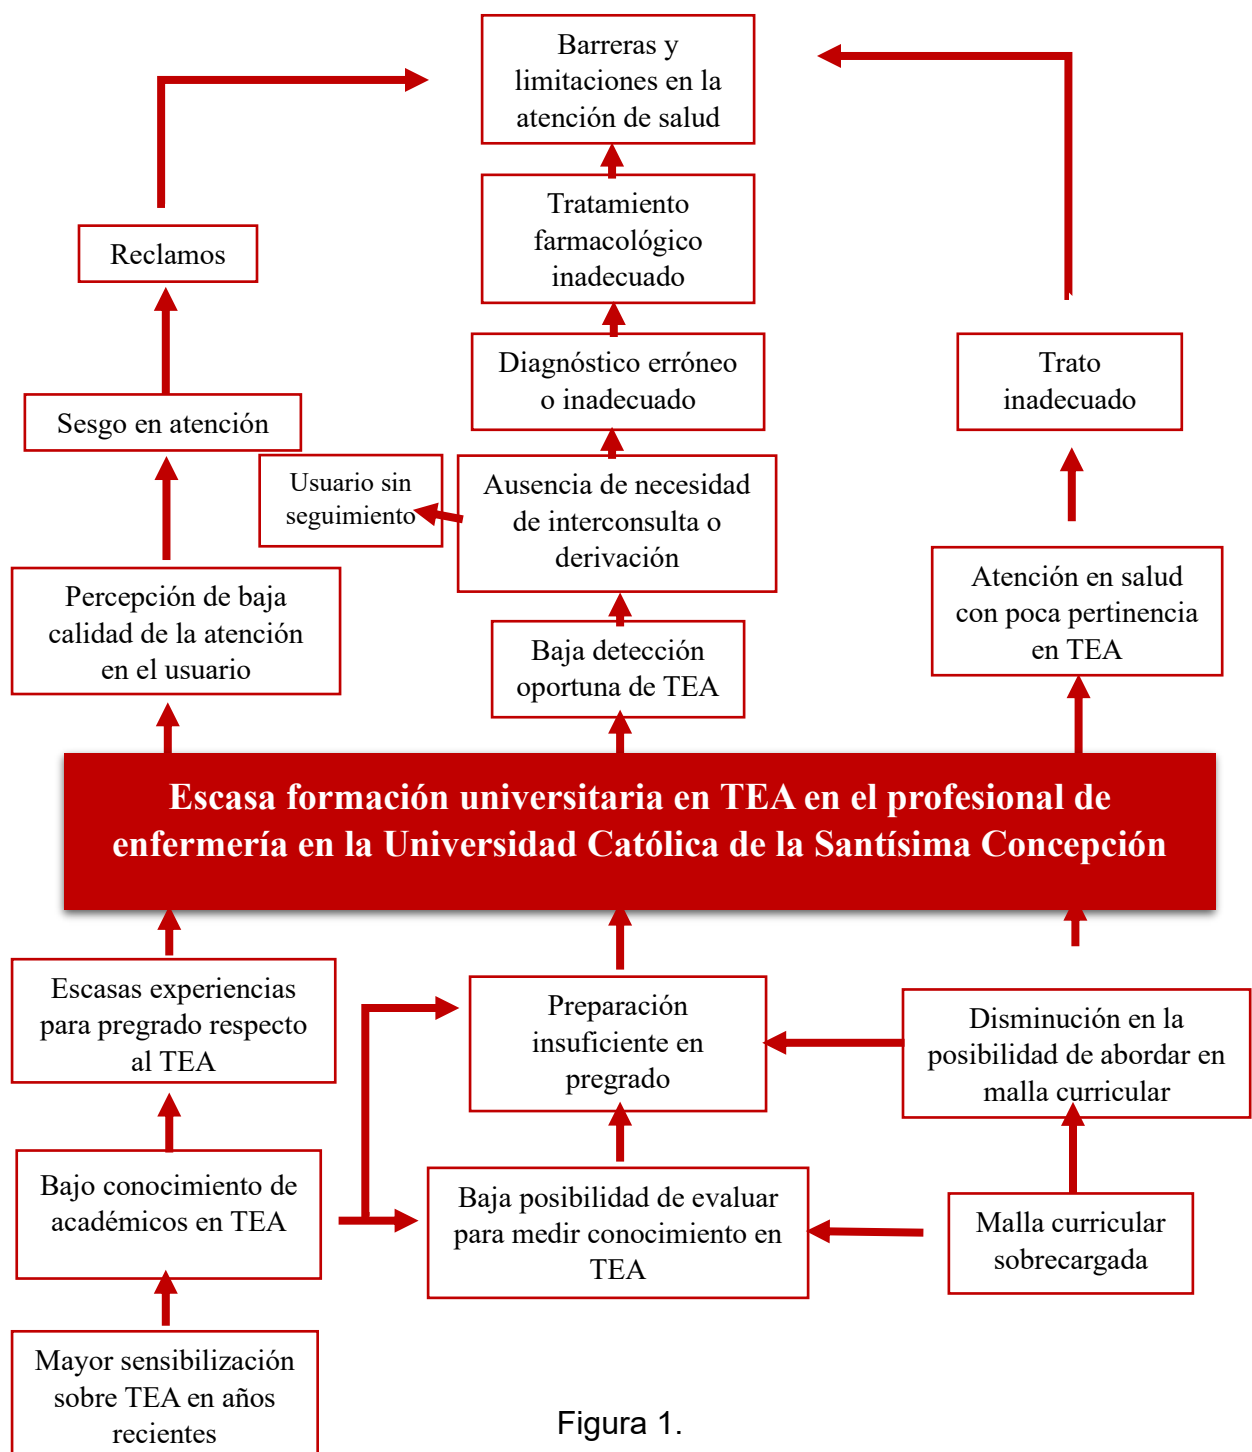 Barreras y
limitaciones en la
atención de salud
Tratamiento
farmacológico
inadecuado
Reclamos
Diagnóstico erróneo
o inadecuado
Trato
inadecuado
Sesgo en atención
Usuario sin
seguimiento
Ausencia de necesidad
de interconsulta o
derivación
Percepción de baja
calidad de la atención
en el usuario
Baja detección
oportuna de TEA
Atención en salud
con poca pertinencia
en TEA
Escasa formación universitaria en TEA en el profesional de
enfermería en la Universidad Católica de la Santísima Concepción
Escasas experiencias
para pregrado respecto
al TEA
Preparación
insuficiente en
pregrado
Disminución en la
posibilidad de abordar en
malla curricular
Bajo conocimiento de
académicos en TEA
Baja posibilidad de evaluar
para medir conocimiento en
TEA
Malla curricular
sobrecargada
Mayor sensibilización
sobre TEA en años
recientes
Figura 1.